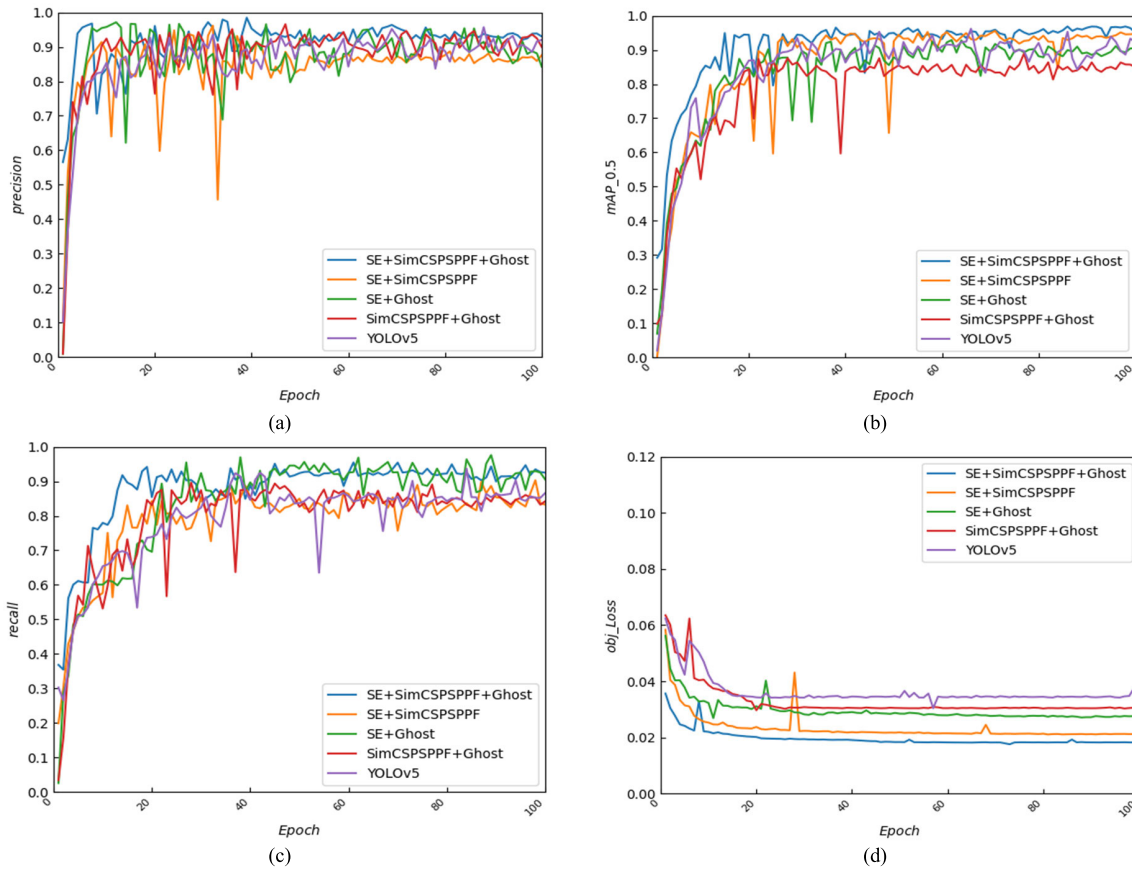 1.0
0.9
0.8
0.7
0.6
0.5
0.4
0.3
0.2
0.1
0.0
precision
0
20
40
60
80
100
Epoch
SE+SimCSPSPPF+Ghost
SE+SimCSPSPPF
SE+Ghost
SimCSPSPPF+Ghost
YOLOv5
(a)
1.0
0.9
0.8
0.7
0.6
0.5
0.4
0.3
0.2
0.1
0.0
mAP_0.5
0
20
40
60
80
100
Epoch
SE+SimCSPSPPF+Ghost
SE+SimCSPSPPF
SE+Ghost
SimCSPSPPF+Ghost
YOLOv5
(b)
1.0
0.9
0.8
0.7
0.6
0.5
0.4
0.3
0.2
0.1
0.0
recall
0
20
40
60
80
100
Epoch
SE+SimCSPSPPF+Ghost
SE+SimCSPSPPF
SE+Ghost
SimCSPSPPF+Ghost
YOLOv5
(c)
0.12
0.10
0.08
0.06
0.04
0.02
0.00
obj_Loss
0
20
40
60
80
100
Epoch
SE+SimCSPSPPF+Ghost
SE+SimCSPSPPF
SE+Ghost
SimCSPSPPF+Ghost
YOLOv5
(d)